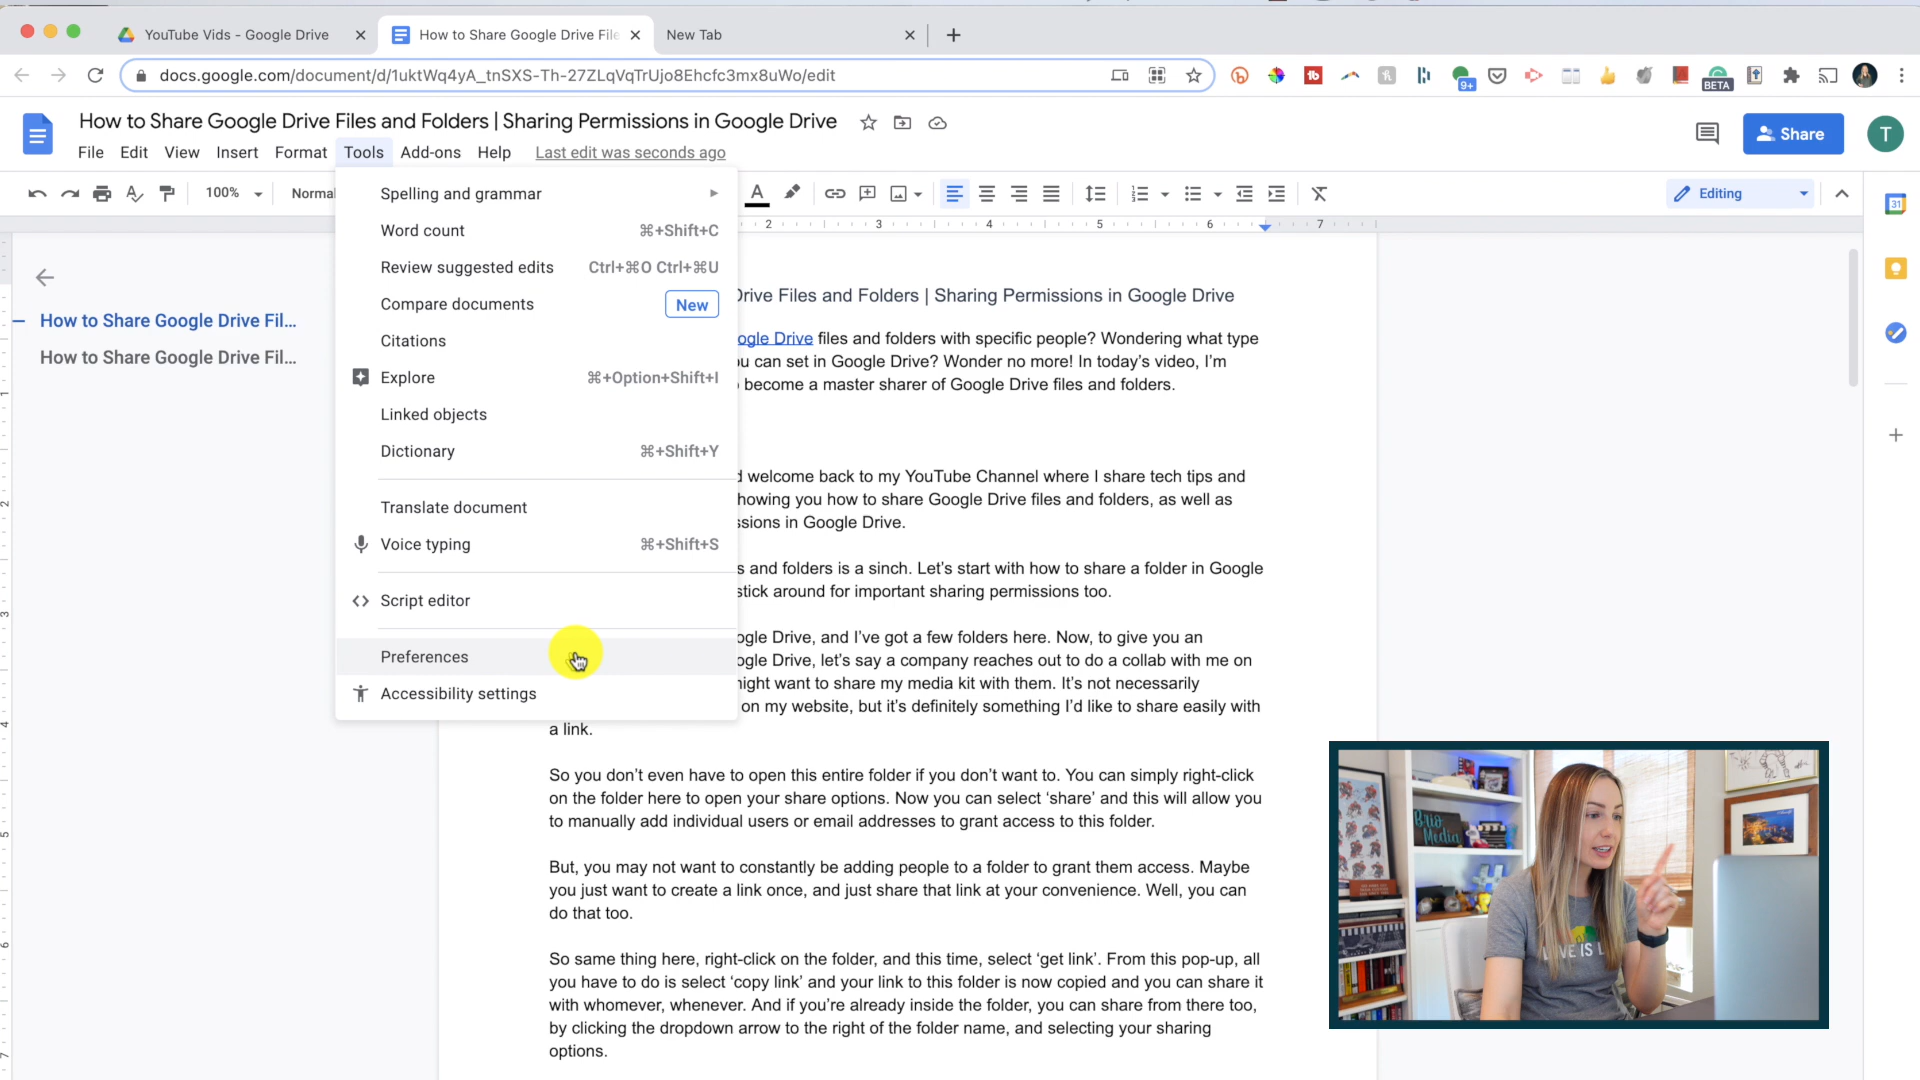 YouTube Vids - Google Drive
How to Share Google Drive File
New Tab
docs.google.com/document/d/1uktWq4yA_tnSXS-Th-27ZLqVqTrUjo8Ehcfc3mx8uWo/edit
9+
BETA
How to Share Google Drive Files and Folders | Sharing Permissions in Google Drive
Share
T
File Edit View Insert Format Tools Add-ons Help Last edit was seconds ago
100%
Normal
Editing
31
2 3 4 5 6 7
Spelling and grammar
Word count ⌘+Shift+C
Review suggested edits Ctrl+⌘O Ctrl+⌘U
Compare documents New
Citations
Explore ⌘+Option+Shift+I
Linked objects
Dictionary ⌘+Shift+Y
Translate document
Voice typing ⌘+Shift+S
Script editor
Preferences
Accessibility settings
How to Share Google Drive Fil...
How to Share Google Drive Fil...
Drive Files and Folders | Sharing Permissions in Google Drive
ogle Drive files and folders with specific people? Wondering what type
ou can set in Google Drive? Wonder no more! In today's video, I'm
become a master sharer of Google Drive files and folders.
d welcome back to my YouTube Channel where I share tech tips and
howing you how to share Google Drive files and folders, as well as
ssions in Google Drive.
s and folders is a sinch. Let's start with how to share a folder in Google
stick around for important sharing permissions too.
ogle Drive, and I've got a few folders here. Now, to give you an
ogle Drive, let's say a company reaches out to do a collab with me on
night want to share my media kit with them. It's not necessarily
on my website, but it's definitely something I'd like to share easily with
a link.
So you don't even have to open this entire folder if you don't want to. You can simply right-click
on the folder here to open your share options. Now you can select 'share' and this will allow you
to manually add individual users or email addresses to grant access to this folder.
But, you may not want to constantly be adding people to a folder to grant them access. Maybe
you just want to create a link once, and just share that link at your convenience. Well, you can
do that too.
So same thing here, right-click on the folder, and this time, select 'get link'. From this pop-up, all
you have to do is select 'copy link' and your link to this folder is now copied and you can share it
with whomever, whenever. And if you're already inside the folder, you can share from there too,
by clicking the dropdown arrow to the right of the folder name, and selecting your sharing
options.
Brio
Media